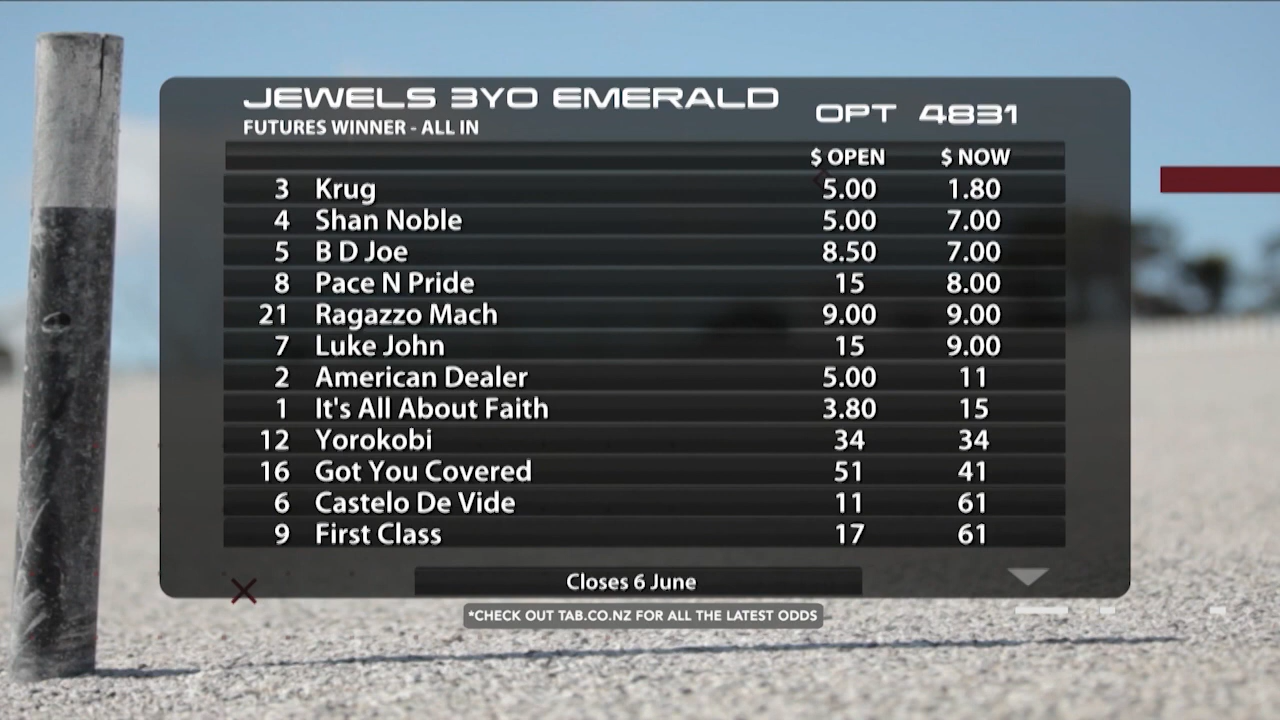 JEWELS 3YO EMERALD
FUTURES WINNER - ALL IN
OPT 4831
$ OPEN $ NOW
3 Krug 5.00 1.80
4 Shan Noble 5.00 7.00
5 B D Joe 8.50 7.00
8 Pace N Pride 15 8.00
21 Ragazzo Mach 9.00 9.00
7 Luke John 15 9.00
2 American Dealer 5.00 11
1 It's All About Faith 3.80 15
12 Yorokobi 34 34
16 Got You Covered 51 41
6 Castelo De Vide 11 61
9 First Class 17 61
Closes 6 June
*CHECK OUT TAB.CO.NZ FOR ALL THE LATEST ODDS